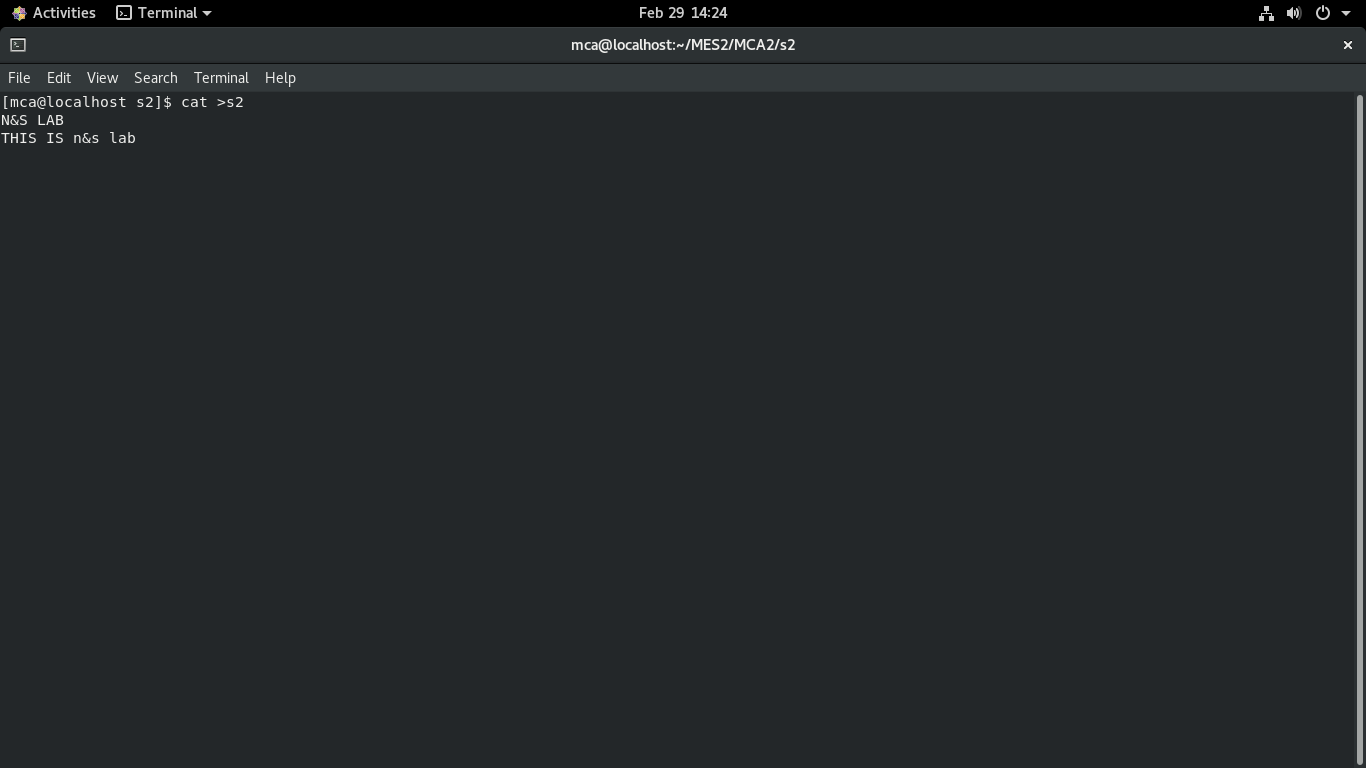 Activities Terminal Feb 29 14:24
mca@localhost:~/MES2/MCA2/s2 ×
File Edit View Search Terminal Help
[mca@localhost s2]$ cat >s2
N&S LAB
THIS IS n&s lab